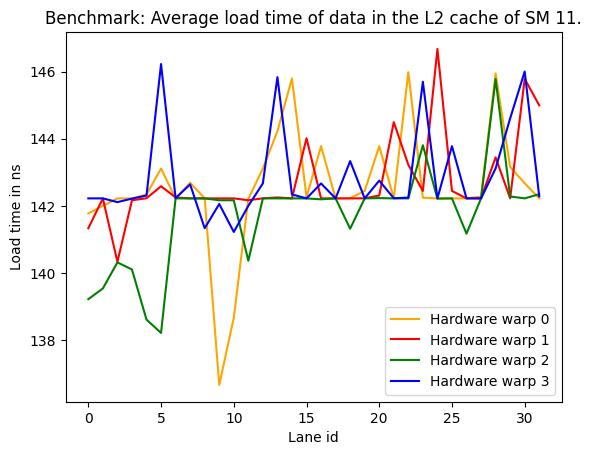 Benchmark: Average load time of data in the L2 cache of SM 11.
Load time in ns
146
144
142
140
138
Hardware warp 0
Hardware warp 1
Hardware warp 2
Hardware warp 3
0 5 10 15 20 25 30
Lane id